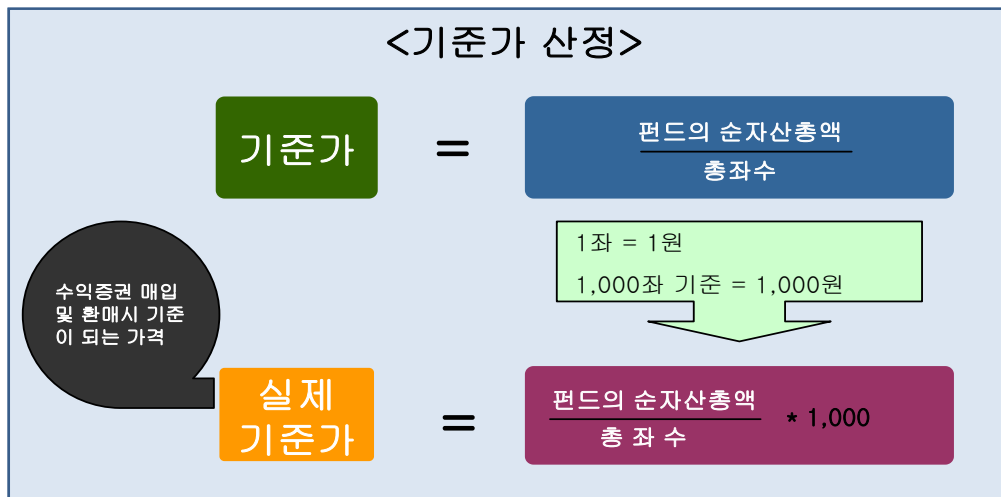 <기준가 산정>
기준가
=
펀드의 순자산총액
총좌수
1좌 = 1원
1,000좌 기준 = 1,000원
수익증권 매입
및 환매시 기준
이 되는 가격
실제
기준가
=
펀드의 순자산총액
총 좌 수
* 1,000